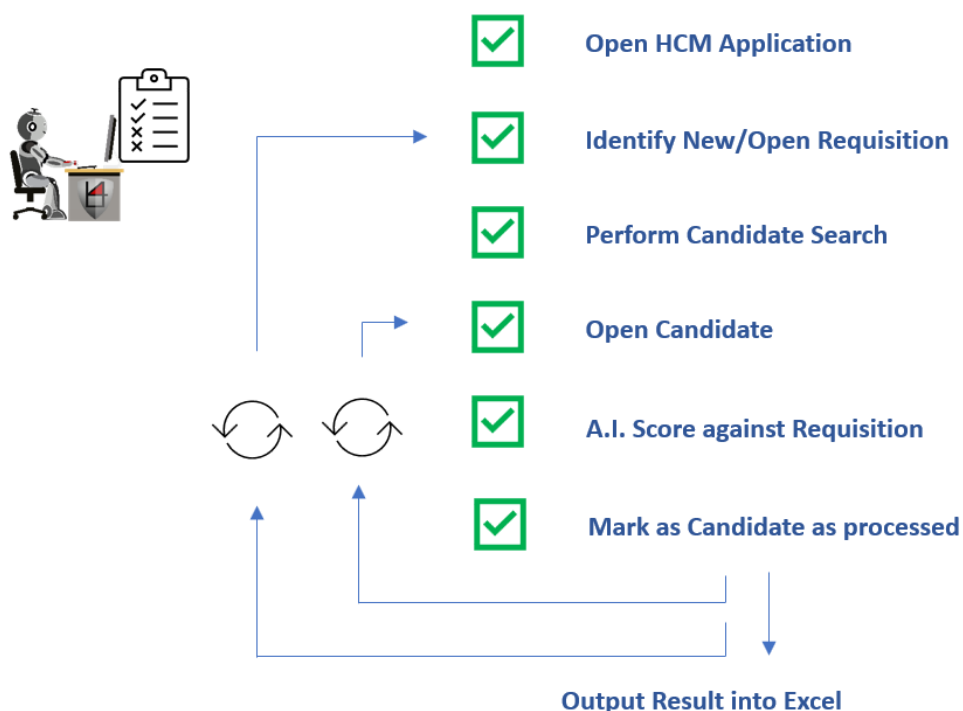 Open HCM Application
Identify New/Open Requisition
Perform Candidate Search
Open Candidate
A.I. Score against Requisition
Mark as Candidate as processed
Output Result into Excel